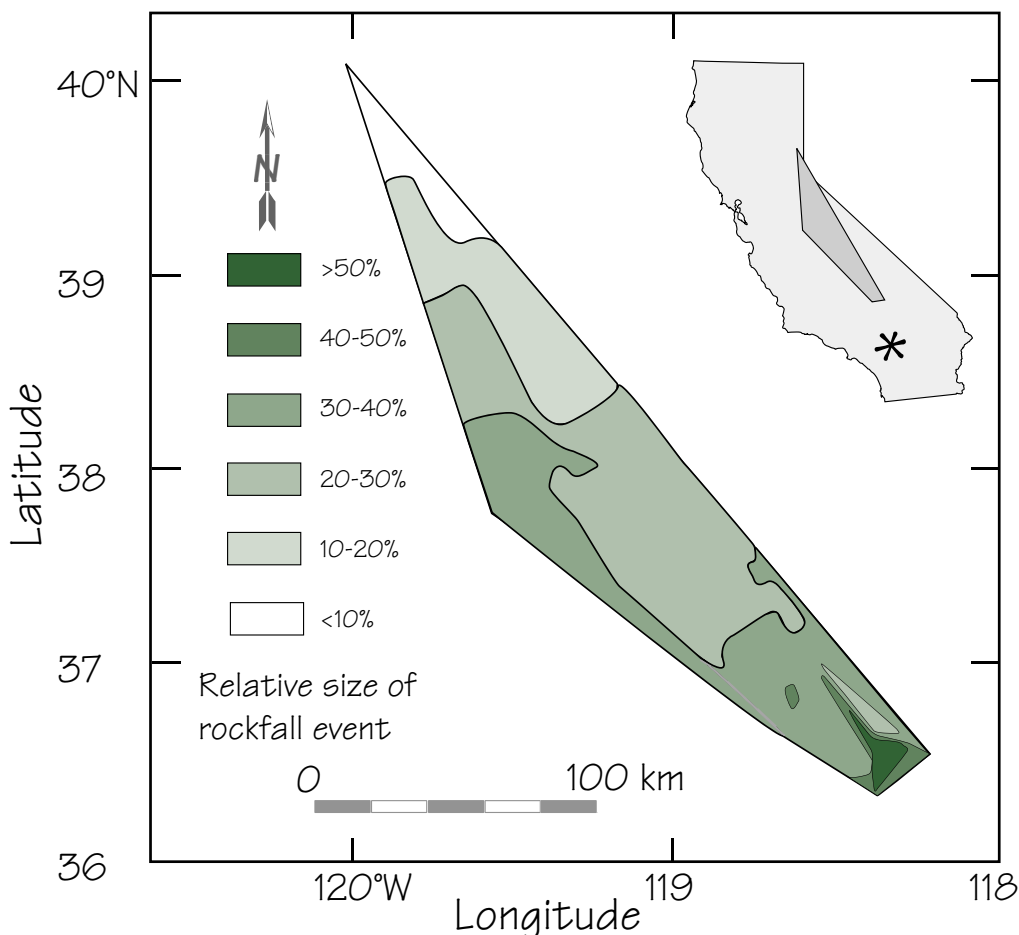 40°N
39
38
37
36
Latitude
N
>50%
40-50%
30-40%
20-30%
10-20%
<10%
Relative size of
rockfall event
0 100 km
120°W 119 118
Longitude